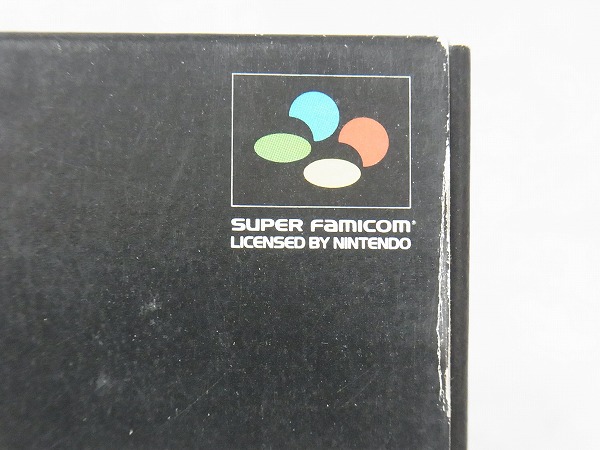 SUPER FAMICOM®
LICENSED BY NINTENDO